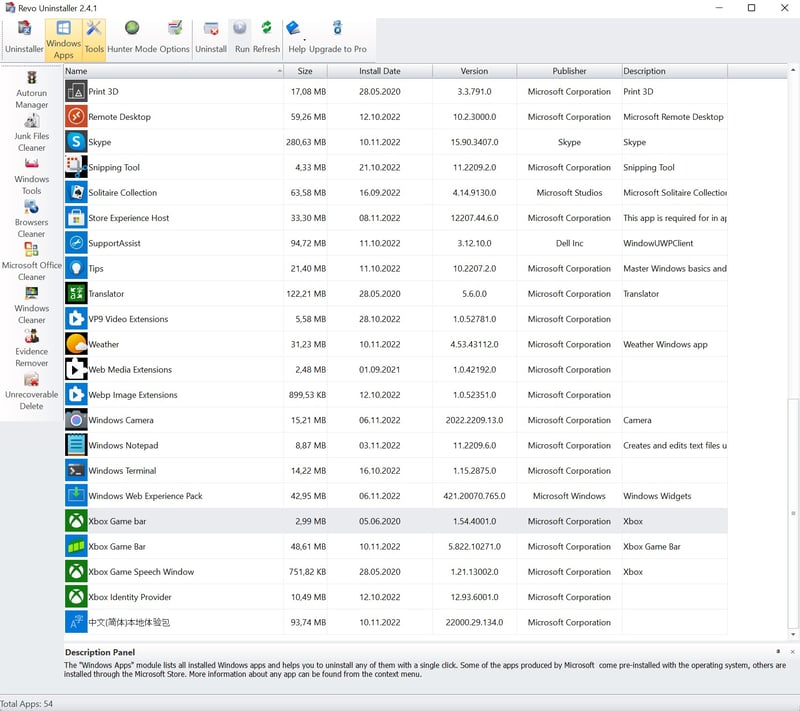 Revo Uninstaller 2.4.1
Uninstaller
Windows Apps
Tools
Hunter Mode
Options
Uninstall
Run
Refresh
Help
Upgrade to Pro
Autorun
Manager
Junk Files
Cleaner
Windows
Tools
Browsers
Cleaner
Microsoft Office
Cleaner
Windows
Cleaner
Evidence
Remover
Unrecoverable
Delete
Name Size Install Date Version Publisher Description
Print 3D 17,08 MB 28.05.2020 3.3.791.0 Microsoft Corporation Print 3D
Remote Desktop 59,26 MB 12.10.2022 10.2.3000.0 Microsoft Corporation Microsoft Remote Desktop
Skype 280,63 MB 10.11.2022 15.90.3407.0 Skype Skype
Snipping Tool 4,33 MB 21.10.2022 11.2209.2.0 Microsoft Corporation Snipping Tool
Solitaire Collection 63,58 MB 16.09.2022 4.14.9130.0 Microsoft Studios Microsoft Solitaire Collection
Store Experience Host 33,30 MB 08.11.2022 12207.44.6.0 Microsoft Corporation This app is required for in ap
SupportAssist 94,72 MB 11.10.2022 3.12.10.0 Dell Inc WindowUWPClient
Tips 21,40 MB 11.10.2022 10.2207.2.0 Microsoft Corporation Master Windows basics and
Translator 122,21 MB 28.05.2020 5.6.0.0 Microsoft Corporation Translator
VP9 Video Extensions 5,58 MB 28.10.2022 1.0.52781.0 Microsoft Corporation
Weather 31,23 MB 10.11.2022 4.53.43112.0 Microsoft Corporation Weather Windows app
Web Media Extensions 2,48 MB 01.09.2021 1.0.42192.0 Microsoft Corporation
Webp Image Extensions 899,53 KB 12.10.2022 1.0.52351.0 Microsoft Corporation
Windows Camera 15,21 MB 06.11.2022 2022.2209.13.0 Microsoft Corporation Camera
Windows Notepad 8,87 MB 03.11.2022 11.2209.6.0 Microsoft Corporation Creates and edits text files u
Windows Terminal 14,22 MB 16.10.2022 1.15.2875.0 Microsoft Corporation
Windows Web Experience Pack 42,95 MB 06.11.2022 421.20070.765.0 Microsoft Windows Windows Widgets
Xbox Game bar 2,99 MB 05.06.2020 1.54.4001.0 Microsoft Corporation Xbox
Xbox Game Bar 48,61 MB 10.11.2022 5.822.10271.0 Microsoft Corporation Xbox Game Bar
Xbox Game Speech Window 751,82 KB 28.05.2020 1.21.13002.0 Microsoft Corporation Xbox
Xbox Identity Provider 10,49 MB 12.10.2022 12.93.6001.0 Microsoft Corporation
中文(简体)本地体验包 93,74 MB 10.11.2022 22000.29.134.0 Microsoft Corporation
Description Panel
The "Windows Apps" module lists all installed Windows apps and helps you to uninstall any of them with a single click. Some of the apps produced by Microsoft come pre-installed with the operating system, others are
installed through the Microsoft Store. More information about any app can be found from the context menu.
Total Apps: 54